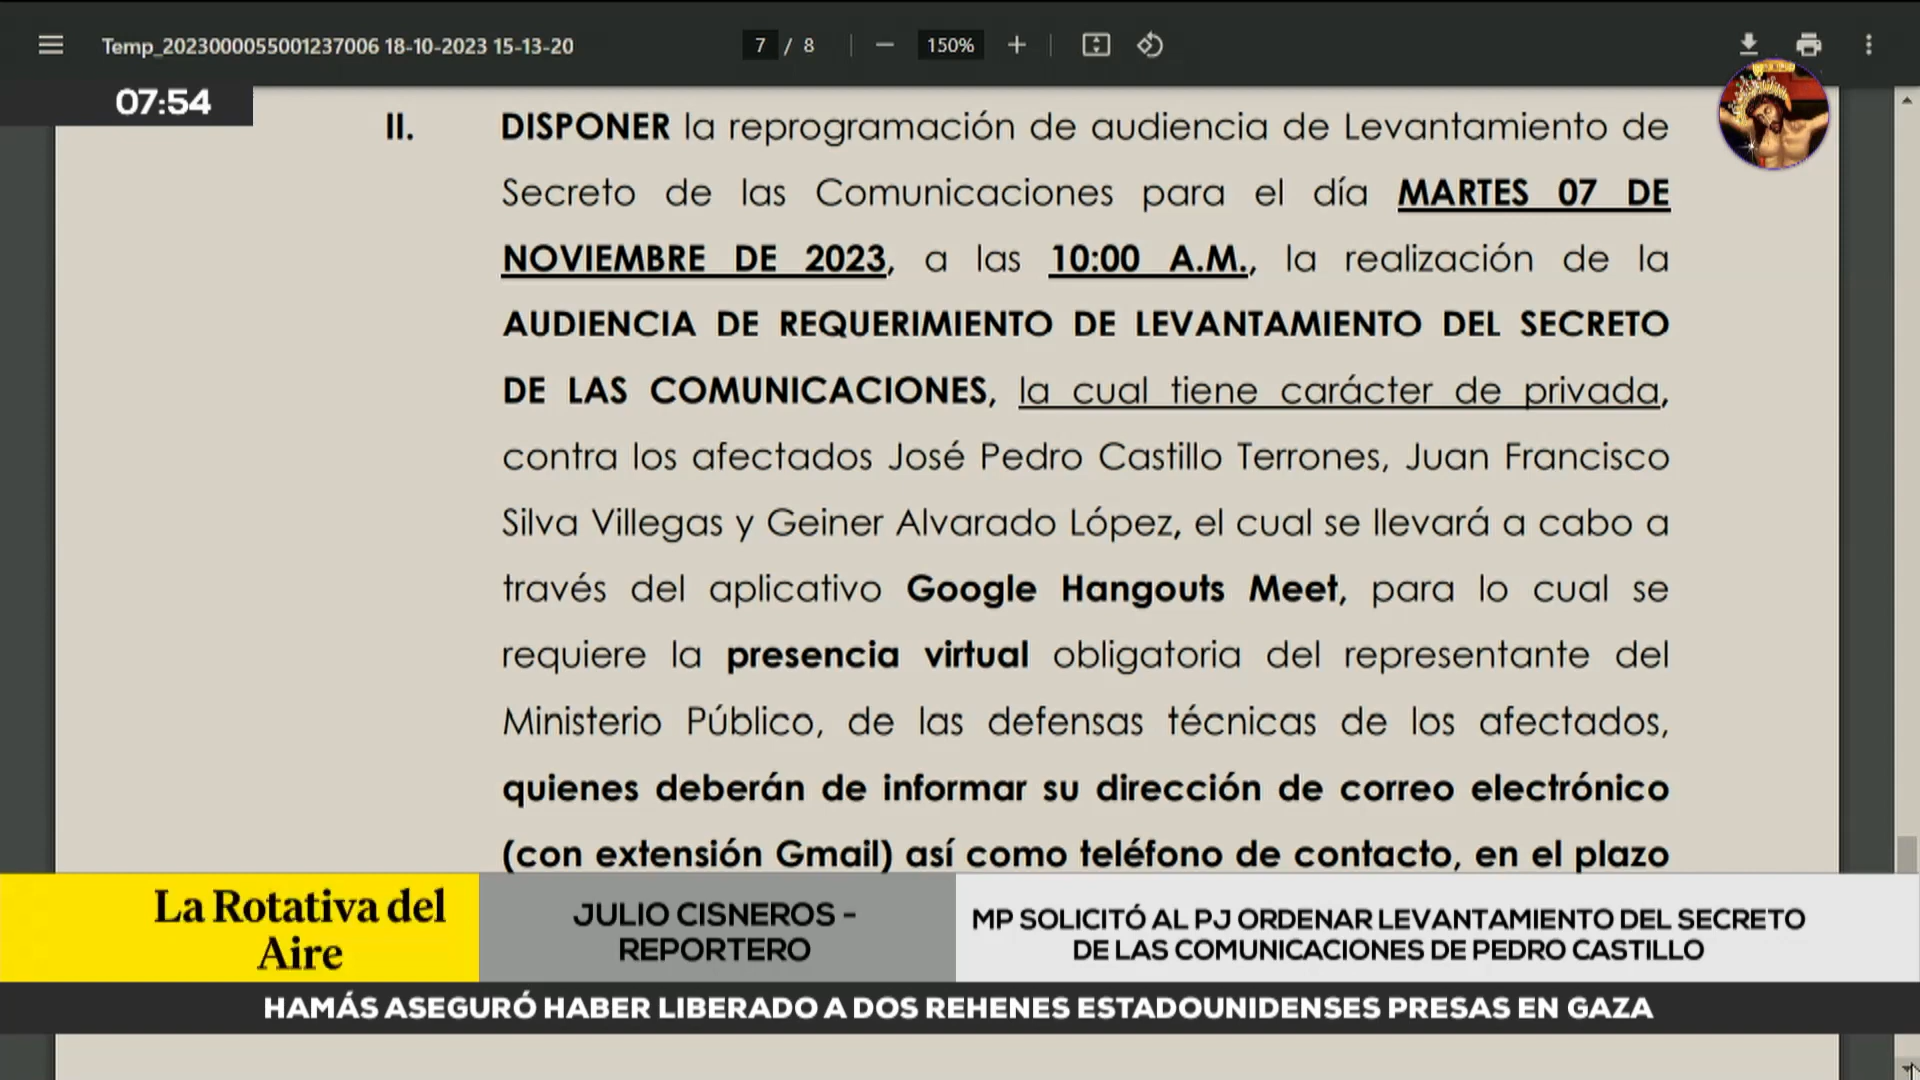 Temp_2023000055001237006 18-10-2023 15-13-20
7 / 8
150%
07:54
II. DISPONER la reprogramación de audiencia de Levantamiento de
Secreto de las Comunicaciones para el día MARTES 07 DE
NOVIEMBRE DE 2023, a las 10:00 A.M., la realización de la
AUDIENCIA DE REQUERIMIENTO DE LEVANTAMIENTO DEL SECRETO
DE LAS COMUNICACIONES, la cual tiene carácter de privada,
contra los afectados José Pedro Castillo Terrones, Juan Francisco
Silva Villegas y Geiner Alvarado López, el cual se llevará a cabo a
través del aplicativo Google Hangouts Meet, para lo cual se
requiere la presencia virtual obligatoria del representante del
Ministerio Público, de las defensas técnicas de los afectados,
quienes deberán de informar su dirección de correo electrónico
(con extensión Gmail) así como teléfono de contacto, en el plazo
La Rotativa del
Aire
JULIO CISNEROS -
REPORTERO
MP SOLICITÓ AL PJ ORDENAR LEVANTAMIENTO DEL SECRETO
DE LAS COMUNICACIONES DE PEDRO CASTILLO
HAMÁS ASEGURÓ HABER LIBERADO A DOS REHENES ESTADOUNIDENSES PRESAS EN GAZA